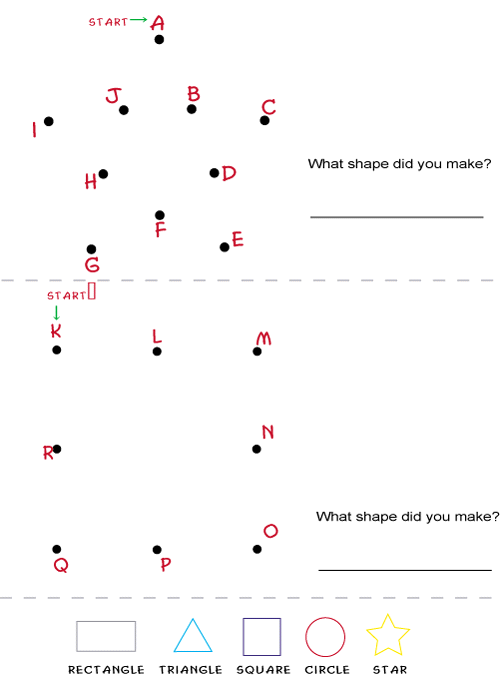 START
A
J
B
C
I
What shape did you make?
H
D
F
E
G
START
K
L
M
N
R
What shape did you make?
O
Q
P
RECTANGLE TRIANGLE SQUARE CIRCLE STAR